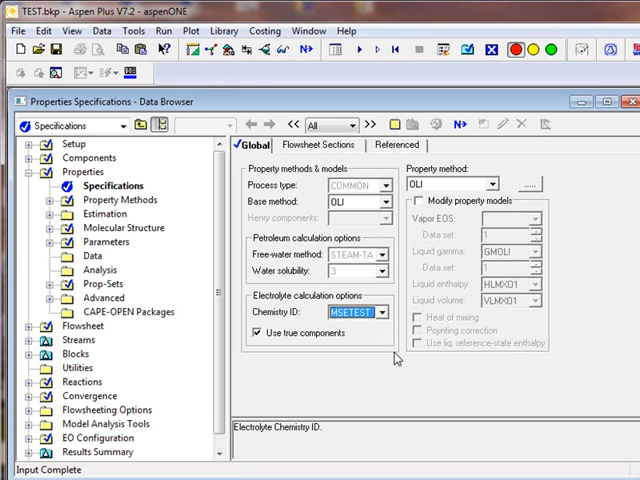 TEST.bkp - Aspen Plus V7.2 - aspenONE
File Edit View Data Tools Run Plot Library Costing Window Help
N»
Properties Specifications - Data Browser
Specifications
<< All >> N»
Setup
Components
Properties
Specifications
Property Methods
Estimation
Molecular Structure
Parameters
Data
Analysis
Prop-Sets
Advanced
CAPE-OPEN Packages
Flowsheet
Streams
Blocks
Utilities
Reactions
Convergence
Flowsheeting Options
Model Analysis Tools
EO Configuration
Results Summary
Global Flowsheet Sections Referenced
Property methods & models
Process type: COMMON
Base method: OLI
Henry components:
Petroleum calculation options
Free-water method: STEAM-TA
Water solubility: 3
Electrolyte calculation options
Chemistry ID: MSETEST
Use true components
Property method:
OLI .....
Modify property models
Vapor EOS:
Data set: 1
Liquid gamma: GMOLI
Data set: 1
Liquid enthalpy: HLMX01
Liquid volume: VLMX01
Heat of mixing
Poynting correction
Use liq. reference-state enthalpy
Electrolyte Chemistry ID.
Input Complete